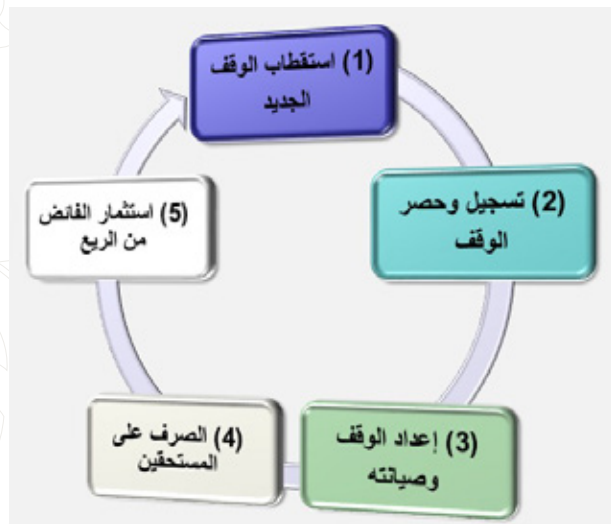 (1) استقطاب الوقف
الجديد
(2) تسجيل وحصر
الوقف
(3) إعداد الوقف
وصيانته
(4) الصرف على
المستحقين
(5) استثمار الفائض
من الريع